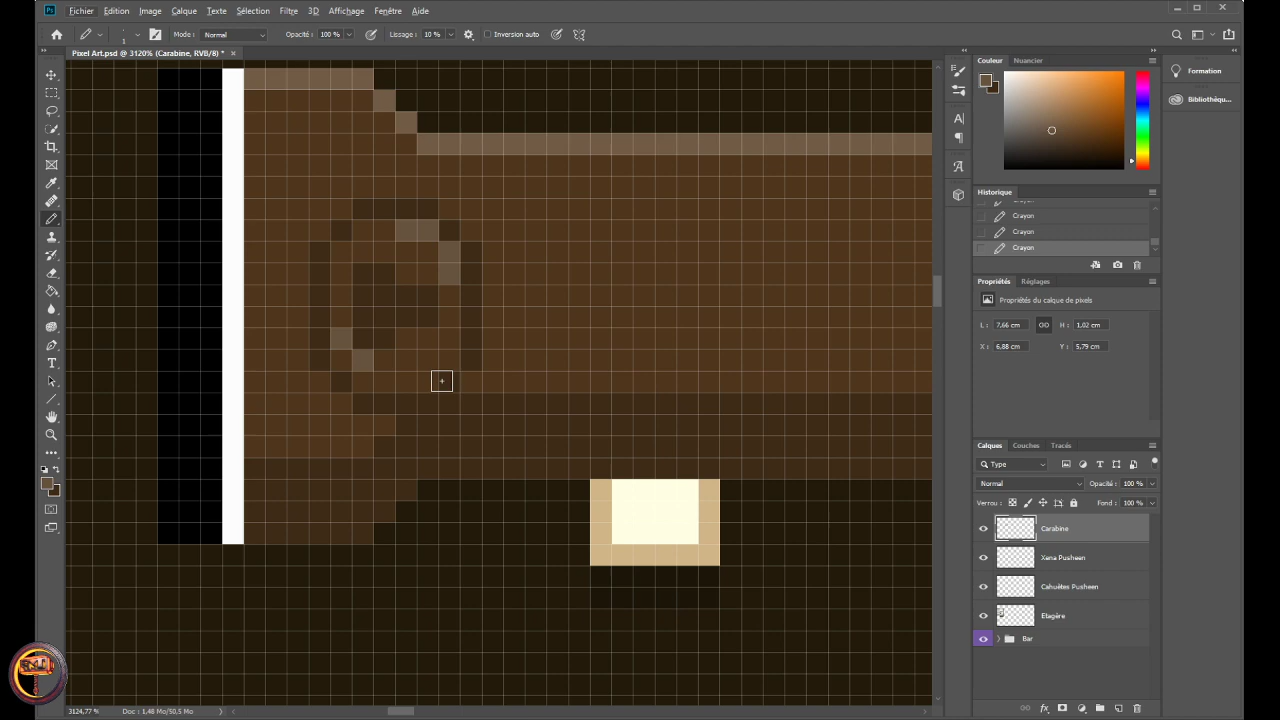 Fichier Edition Image Calque Texte Sélection Filtre 3D Affichage Fenêtre Aide
1 Mode : Normal Opacité : 100 % Lissage : 10 % Inversion auto
Pixel Art.psd @ 3120% (Carabine, RVB/8) *
Couleur Nuancier
Formation
Bibliothèqu...
Historique
Crayon
Crayon
Crayon
Propriétés Réglages
Propriétés du calque de pixels
L : 7,66 cm H : 1,02 cm
X : 6,88 cm Y : 5,79 cm
Calques Couches Tracés
Type
Normal Opacité : 100 %
Verrou : Fond : 100 %
Carabine
Xena Pusheen
Cahuètes Pusheen
Etagère
Bar
3124,77 % Doc : 1,48 Mo/50,5 Mo